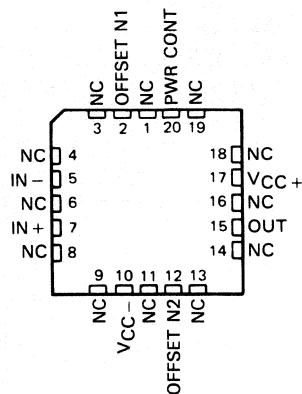 NC
OFFSET N1
NC
PWR CONT
NC
3 2 1 20 19
NC 4
IN − 5
NC 6
IN + 7
NC 8
18 NC
17 VCC +
16 NC
15 OUT
14 NC
9 10 11 12 13
NC
VCC −
NC
OFFSET N2
NC